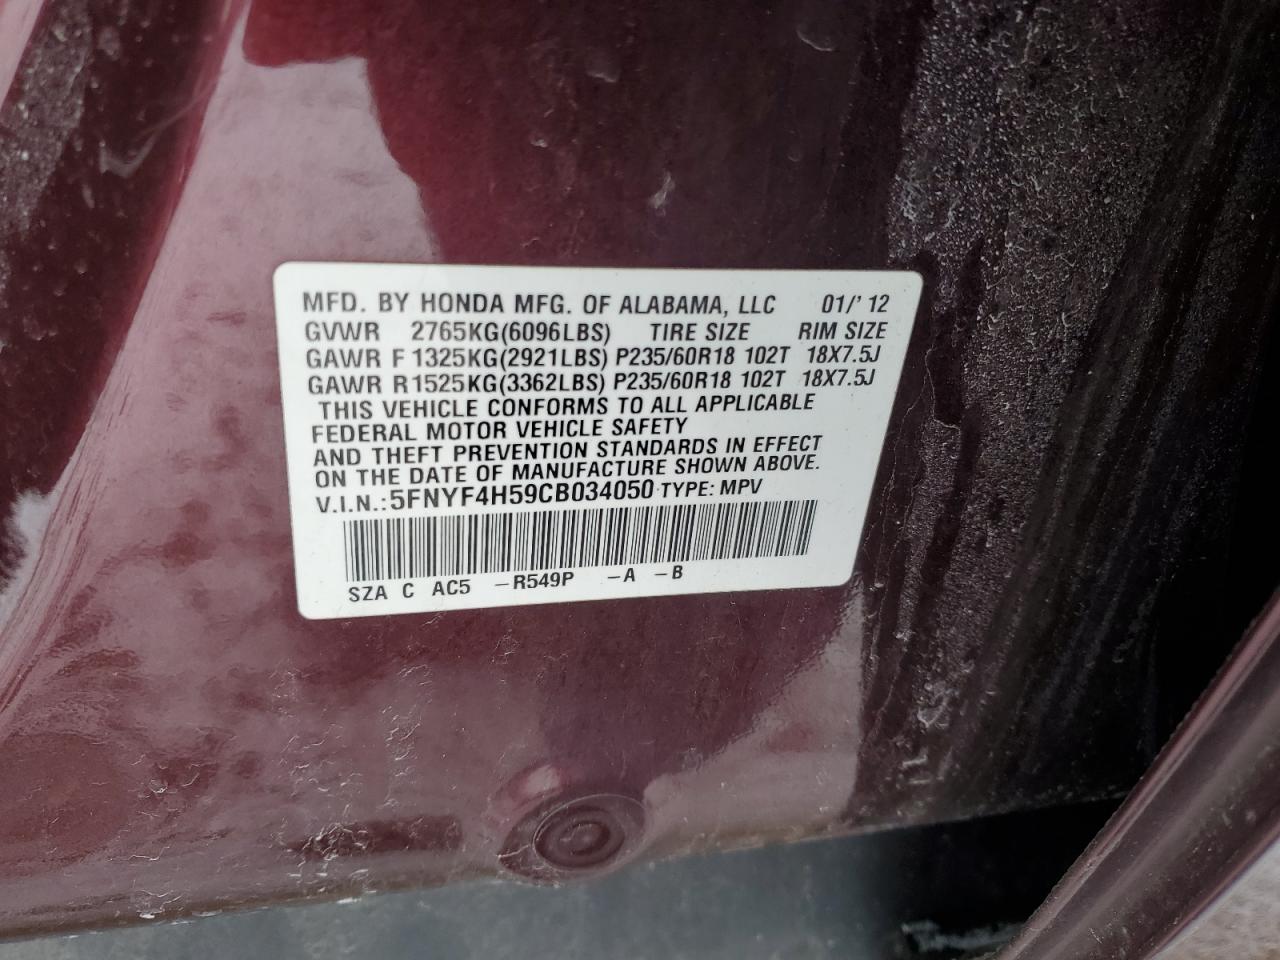 MFD. BY HONDA MFG. OF ALABAMA, LLC 01/'12
GVWR 2765KG(6096LBS) TIRE SIZE RIM SIZE
GAWR F 1325KG(2921LBS) P235/60R18 102T 18X7.5J
GAWR R 1525KG(3362LBS) P235/60R18 102T 18X7.5J
THIS VEHICLE CONFORMS TO ALL APPLICABLE
FEDERAL MOTOR VEHICLE SAFETY
AND THEFT PREVENTION STANDARDS IN EFFECT
ON THE DATE OF MANUFACTURE SHOWN ABOVE.
V.I.N.:5FNYF4H59CB034050 TYPE: MPV
SZA C AC5 -R549P -A -B